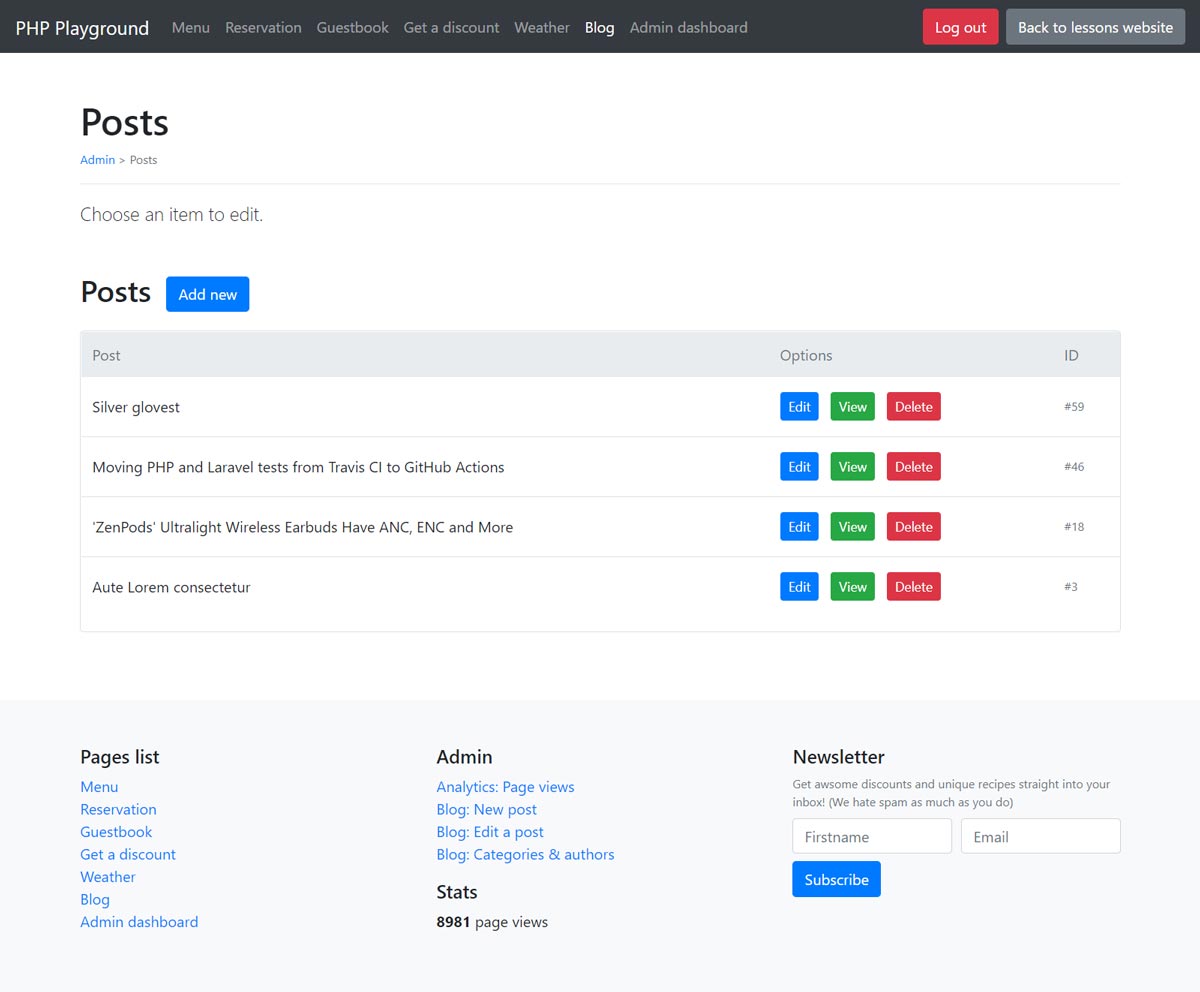 PHP Playground Menu Reservation Guestbook Get a discount Weather Blog Admin dashboard Log out Back to lessons website
Posts
Admin > Posts
Choose an item to edit.
Posts Add new
Post Options ID
Silver glovest Edit View Delete #59
Moving PHP and Laravel tests from Travis CI to GitHub Actions Edit View Delete #46
'ZenPods' Ultralight Wireless Earbuds Have ANC, ENC and More Edit View Delete #18
Aute Lorem consectetur Edit View Delete #3
Pages list
Menu
Reservation
Guestbook
Get a discount
Weather
Blog
Admin dashboard
Admin
Analytics: Page views
Blog: New post
Blog: Edit a post
Blog: Categories & authors
Stats
8981 page views
Newsletter
Get awsome discounts and unique recipes straight into your
inbox! (We hate spam as much as you do)
Firstname Email
Subscribe